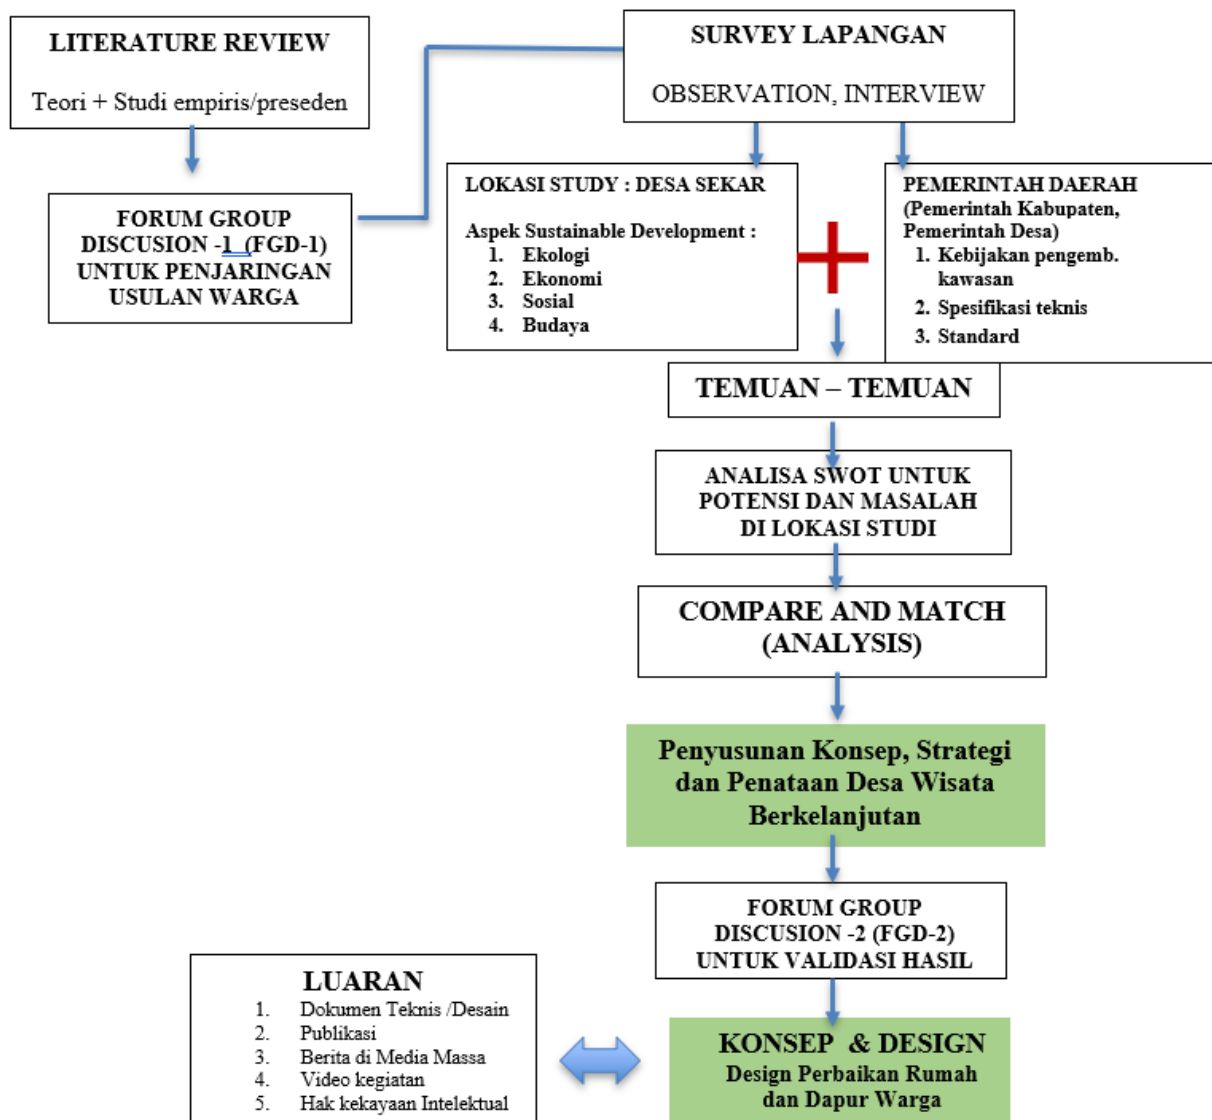 LITERATURE REVIEW
Teori + Studi empiris/preseden
FORUM GROUP
DISCUSION -1 (FGD-1)
UNTUK PENJARINGAN
USULAN WARGA
SURVEY LAPANGAN
OBSERVATION, INTERVIEW
LOKASI STUDY : DESA SEKAR
Aspek Sustainable Development :
1. Ekologi
2. Ekonomi
3. Sosial
4. Budaya
PEMERINTAH DAERAH
(Pemerintah Kabupaten,
Pemerintah Desa)
1. Kebijakan pengemb.
kawasan
2. Spesifikasi teknis
3. Standard
TEMUAN – TEMUAN
ANALISA SWOT UNTUK
POTENSI DAN MASALAH
DI LOKASI STUDI
COMPARE AND MATCH
(ANALYSIS)
Penyusunan Konsep, Strategi
dan Penataan Desa Wisata
Berkelanjutan
FORUM GROUP
DISCUSION -2 (FGD-2)
UNTUK VALIDASI HASIL
KONSEP & DESIGN
Design Perbaikan Rumah
dan Dapur Warga
LUARAN
1. Dokumen Teknis /Desain
2. Publikasi
3. Berita di Media Massa
4. Video kegiatan
5. Hak kekayaan Intelektual